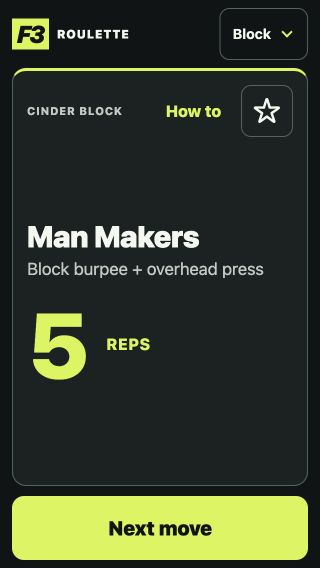 F3 ROULETTE
Block
CINDER BLOCK
How to
Man Makers
Block burpee + overhead press
5 REPS
Next move